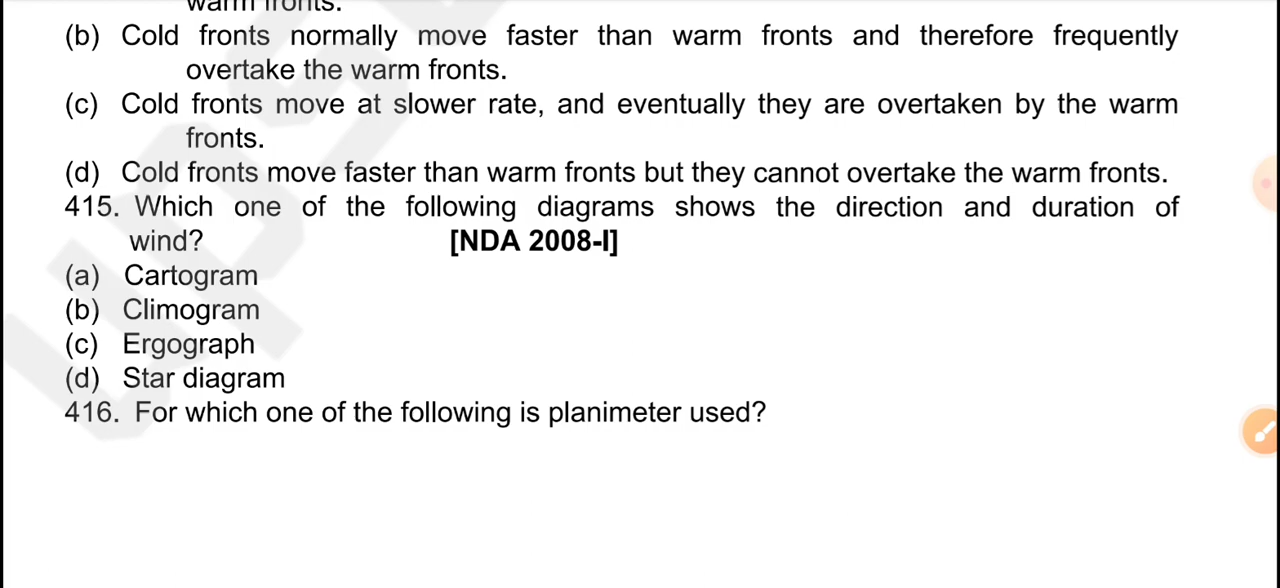 warm fronts.
(b) Cold fronts normally move faster than warm fronts and therefore frequently
overtake the warm fronts.
(c) Cold fronts move at slower rate, and eventually they are overtaken by the warm
fronts.
(d) Cold fronts move faster than warm fronts but they cannot overtake the warm fronts.
415. Which one of the following diagrams shows the direction and duration of
wind? [NDA 2008-I]
(a) Cartogram
(b) Climogram
(c) Ergograph
(d) Star diagram
416. For which one of the following is planimeter used?